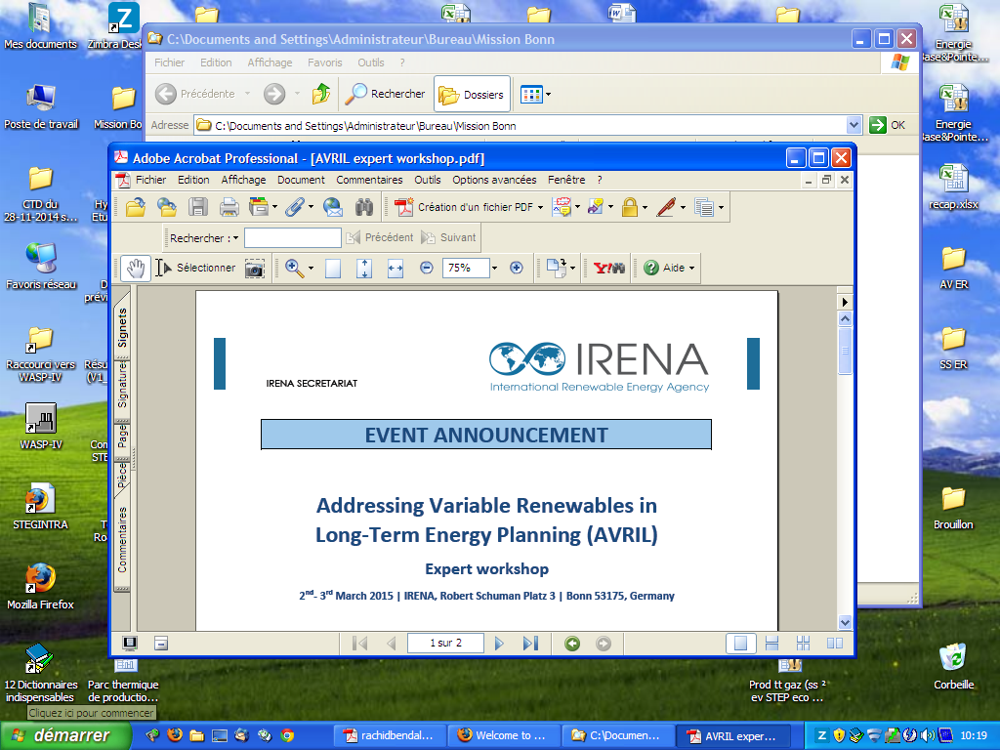 Mes documents
Zimbra Desk
C:\Documents and Settings\Administrateur\Bureau\Mission Bonn
Fichier Edition Affichage Favoris Outils ?
Précédente Rechercher Dossiers
Adresse C:\Documents and Settings\Administrateur\Bureau\Mission Bonn OK
Energie
Base&Pointe...
Poste de travail
Mission Bo
Energie
Base&Pointe...
Adobe Acrobat Professional - [AVRIL expert workshop.pdf]
Fichier Edition Affichage Document Commentaires Outils Options avancées Fenêtre ?
Création d'un fichier PDF
Rechercher : Précédent Suivant
Sélectionner 75% Y! Aide
CTD du
28-11-2014 s...
Hy
Etu
recap.xlsx
Favoris réseau
D
prévi
AV ER
Raccourci vers
WASP-IV
Résu
(V1_
SS ER
WASP-IV
Con
STE
STEGINTRA
T
Ro
Brouillon
Mozilla Firefox
12 Dictionnaires
indispensables
Parc thermique
de productio...
Prod tt gaz (ss ²
ev STEP eco ...
Corbeille
Signets
Signature
Page
Pièce
Commentaires
IRENA SECRETARIAT
IRENA
International Renewable Energy Agency
EVENT ANNOUNCEMENT
Addressing Variable Renewables in
Long-Term Energy Planning (AVRIL)
Expert workshop
2nd- 3rd March 2015 | IRENA, Robert Schuman Platz 3 | Bonn 53175, Germany
1 sur 2
Cliquez ici pour commencer
démarrer rachidbendal... Welcome to ... C:\Documen... AVRIL exper... 10:19